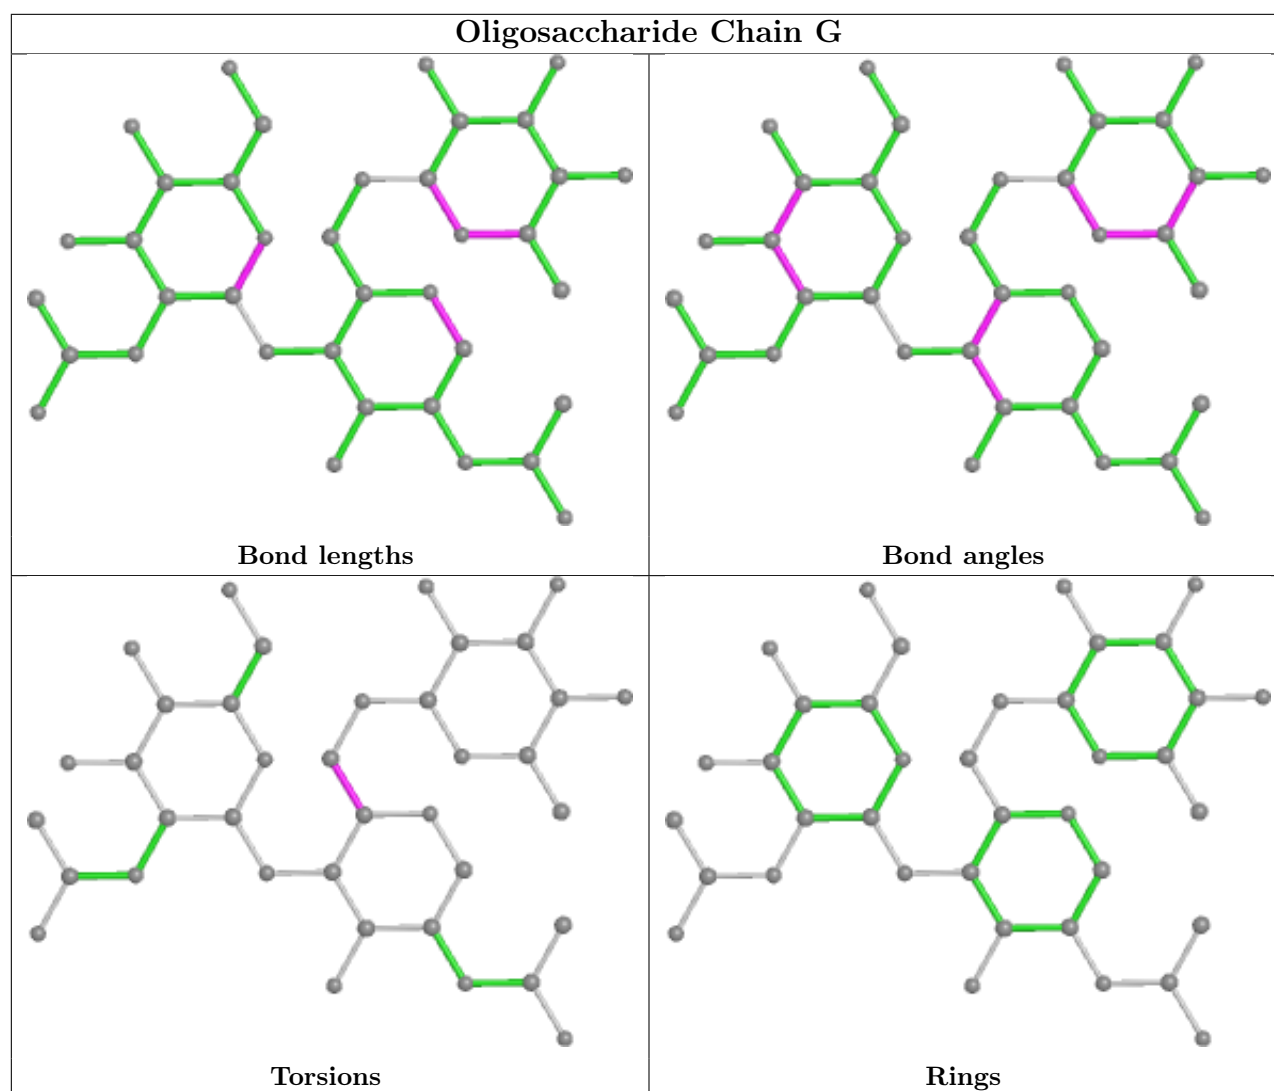 Oligosaccharide Chain G
Bond lengths
Bond angles
Torsions
Rings